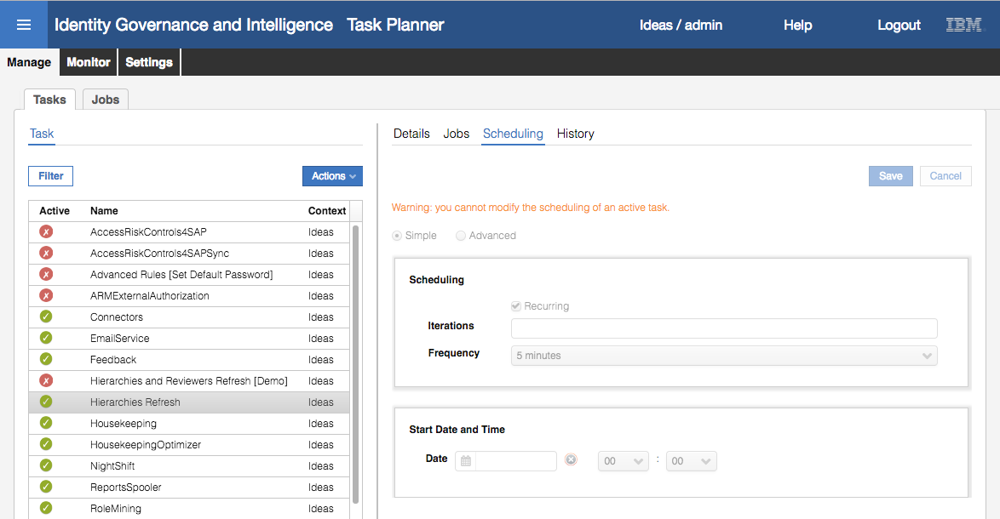 Identity Governance and Intelligence Task Planner Ideas / admin Help Logout IBM
Manage Monitor Settings
Tasks Jobs
Task
Filter Actions
Active Name Context
AccessRiskControls4SAP Ideas
AccessRiskControls4SAPSync Ideas
Advanced Rules [Set Default Password] Ideas
ARMExternalAuthorization Ideas
Connectors Ideas
EmailService Ideas
Feedback Ideas
Hierarchies and Reviewers Refresh [Demo] Ideas
Hierarchies Refresh Ideas
Housekeeping Ideas
HousekeepingOptimizer Ideas
NightShift Ideas
ReportsSpooler Ideas
RoleMining Ideas
Details Jobs Scheduling History
Save Cancel
Warning: you cannot modify the scheduling of an active task.
Simple Advanced
Scheduling
Recurring
Iterations
Frequency 5 minutes
Start Date and Time
Date 00 : 00